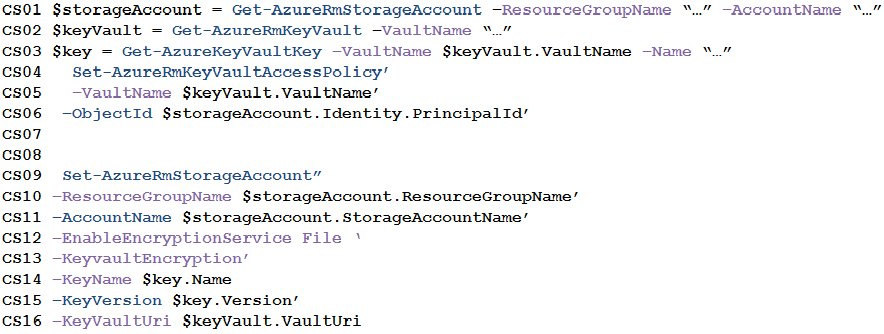 CS01 $storageAccount = Get-AzureRmStorageAccount –ResourceGroupName “…” –AccountName “…”
CS02 $keyVault = Get-AzureRmKeyVault –VaultName “…”
CS03 $key = Get-AzureKeyVaultKey –VaultName $keyVault.VaultName –Name “…”
CS04 Set-AzureRmKeyVaultAccessPolicy’
CS05 –VaultName $keyVault.VaultName’
CS06 –ObjectId $storageAccount.Identity.PrincipalId’
CS07
CS08
CS09 Set-AzureRmStorageAccount”
CS10 –ResourceGroupName $storageAccount.ResourceGroupName’
CS11 –AccountName $storageAccount.StorageAccountName’
CS12 –EnableEncryptionService File ‘
CS13 –KeyvaultEncryption’
CS14 –KeyName $key.Name
CS15 –KeyVersion $key.Version’
CS16 –KeyVaultUri $keyVault.VaultUri